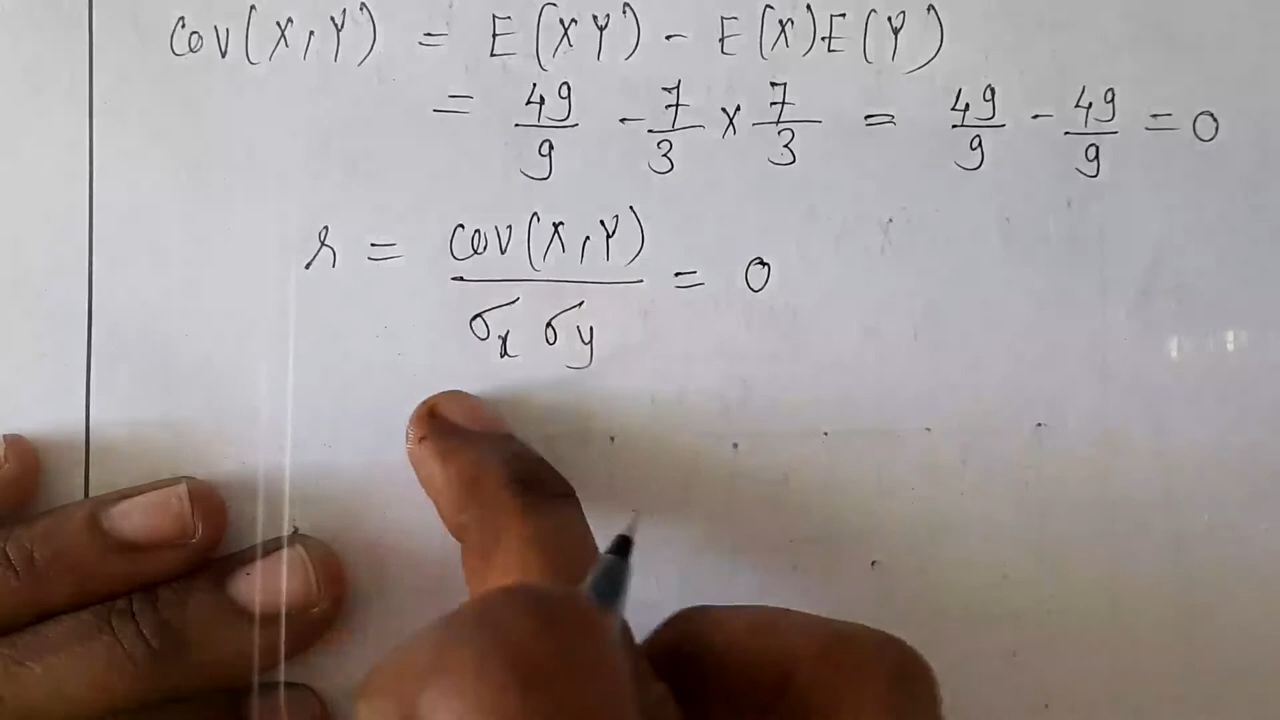 Cov(X,Y) = E(XY) - E(X)E(Y)
= 49/9 - 7/3 × 7/3 = 49/9 - 49/9 = 0
r = cov(X,Y)/σx σy = 0